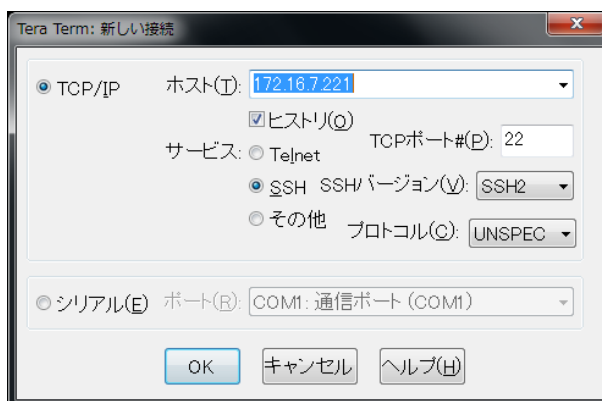 Tera Term: 新しい接続
TCP/IP ホスト(T): 172.16.7.221
ヒストリ(O)
サービス: Telnet TCPポート#(P): 22
SSH SSHバージョン(V): SSH2
その他 プロトコル(C): UNSPEC
シリアル(E) ポート(R): COM1: 通信ポート (COM1)
OK キャンセル ヘルプ(H)